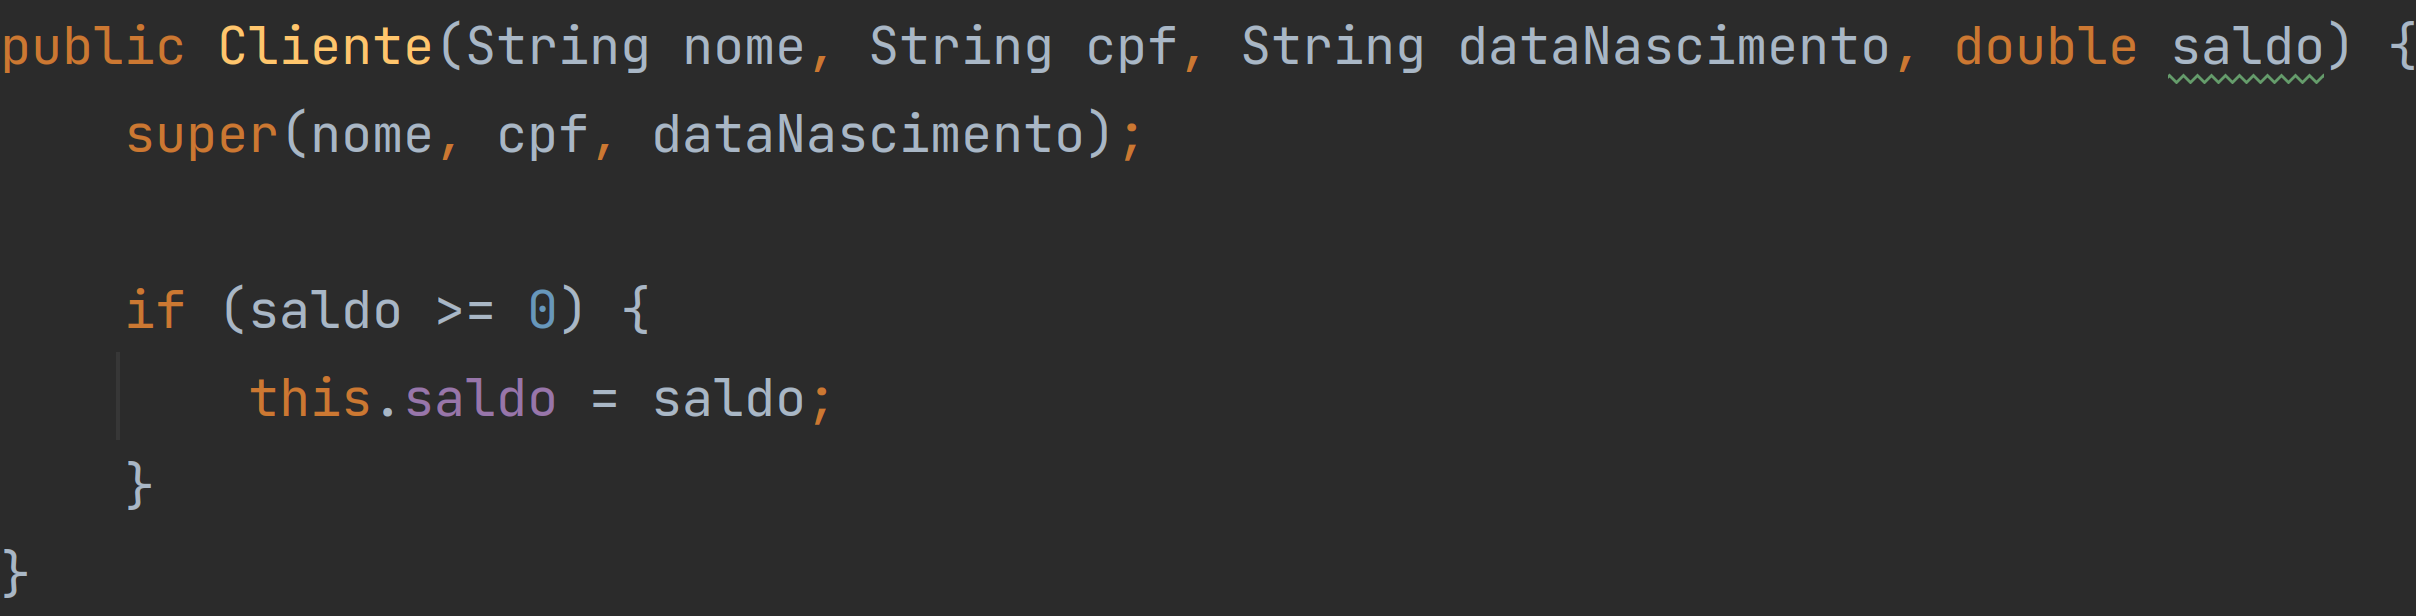 public Cliente(String nome, String cpf, String dataNascimento, double saldo) {
    super(nome, cpf, dataNascimento);

    if (saldo >= 0) {
        this.saldo = saldo;
    }
}